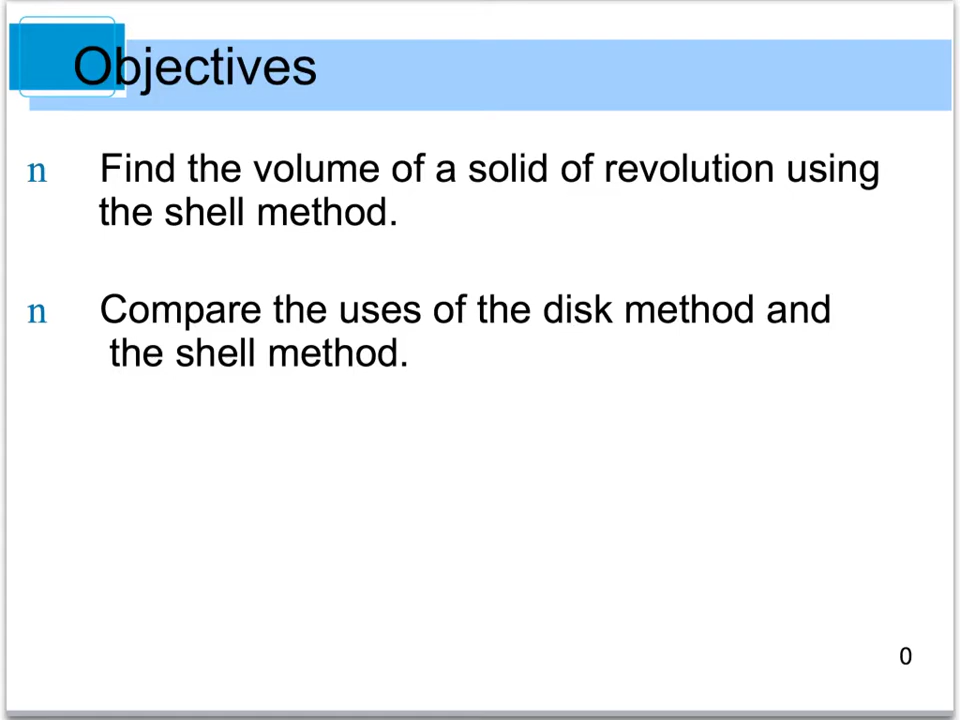 Objectives
n Find the volume of a solid of revolution using
the shell method.
n Compare the uses of the disk method and
the shell method.
0